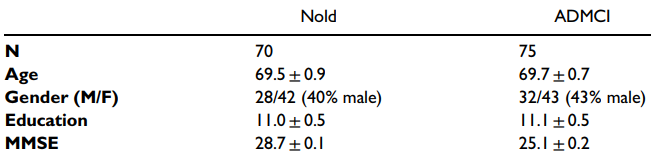 Nold ADMCI
N 70 75
Age 69.5 ± 0.9 69.7 ± 0.7
Gender (M/F) 28/42 (40% male) 32/43 (43% male)
Education 11.0 ± 0.5 11.1 ± 0.5
MMSE 28.7 ± 0.1 25.1 ± 0.2